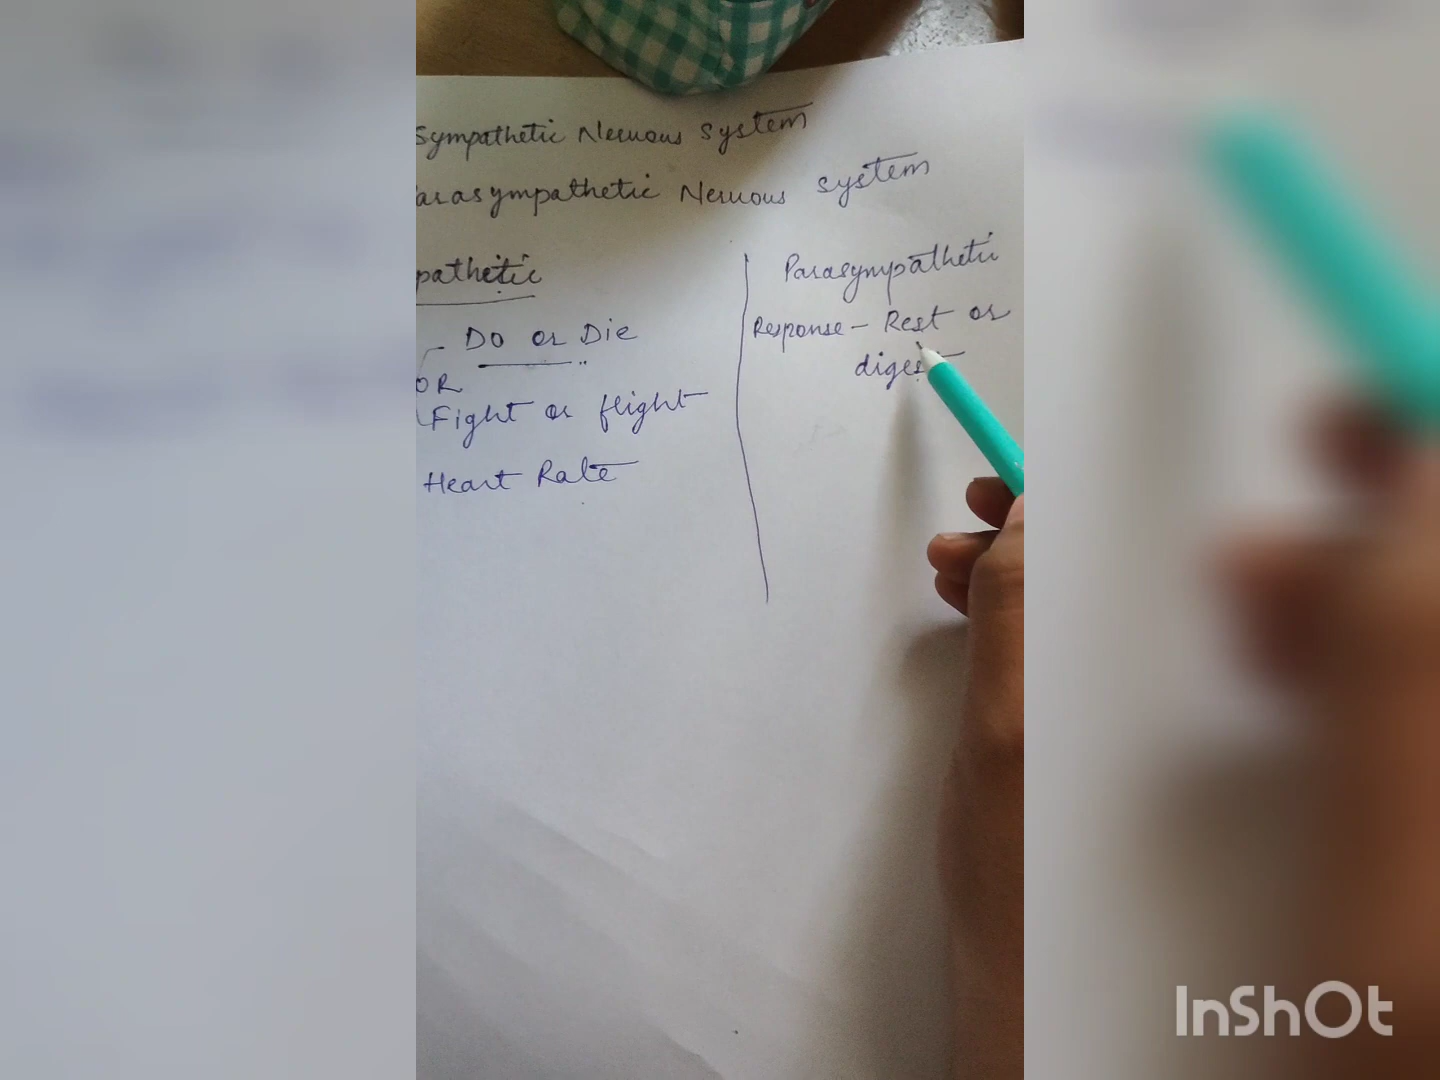 Sympathetic Nervous system
arasympathetic Nervous system
pathetic
- Do or Die
OR
Fight or flight
Heart Rate
Parasympathetic
Response - Rest or
digest
InShOt